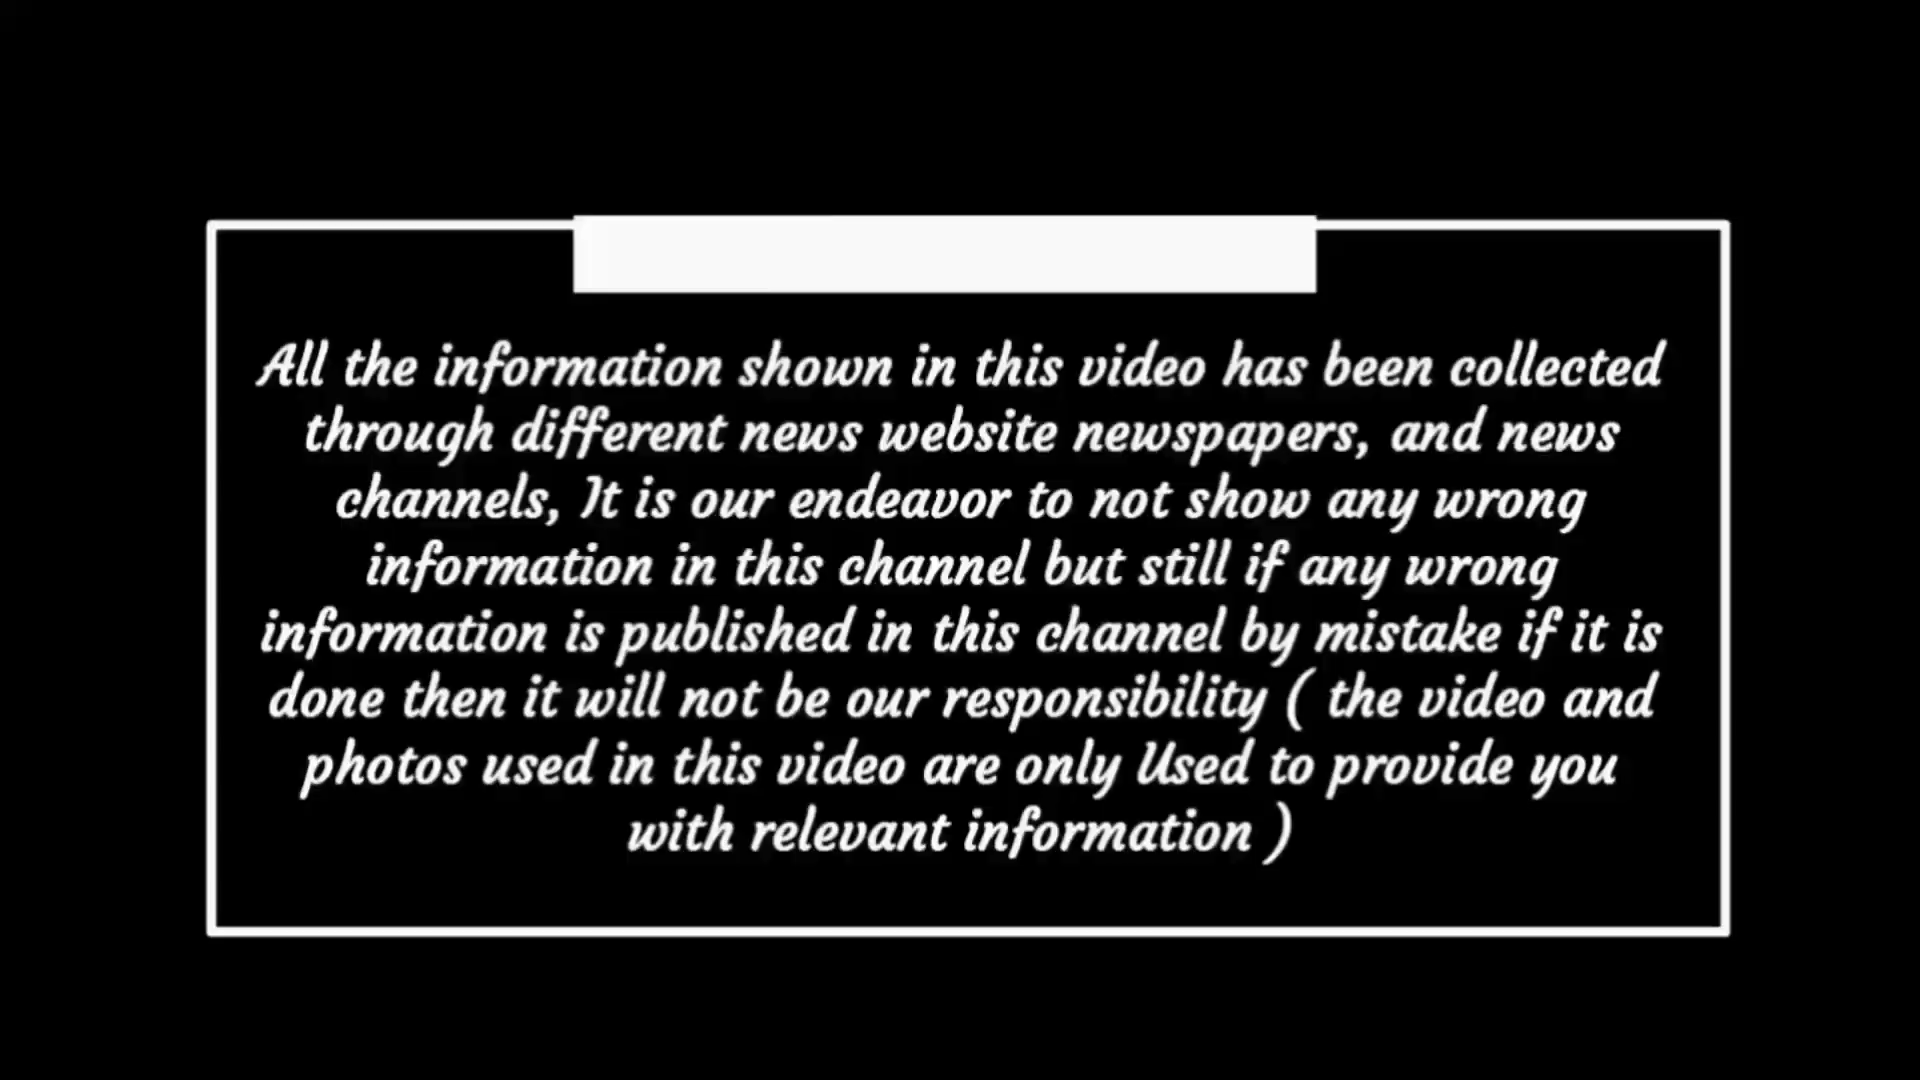 All the information shown in this video has been collected
through different news website newspapers, and news
channels, It is our endeavor to not show any wrong
information in this channel but still if any wrong
information is published in this channel by mistake if it is
done then it will not be our responsibility ( the video and
photos used in this video are only Used to provide you
with relevant information )